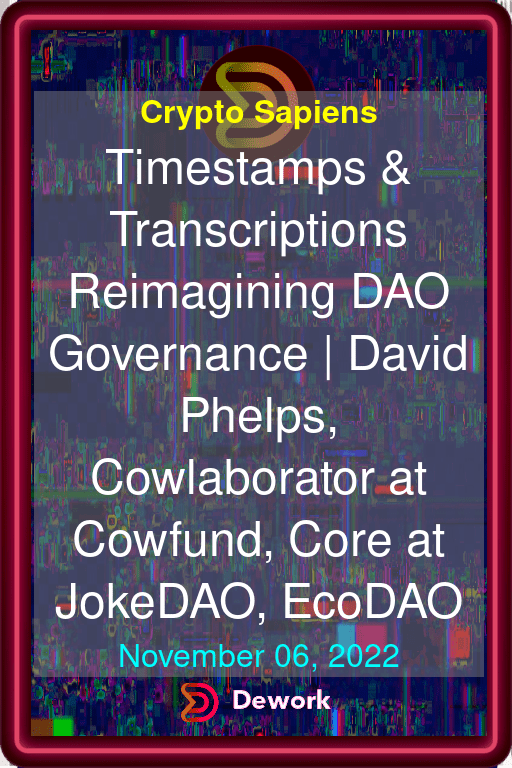 Crypto Sapiens
Timestamps &
Transcriptions
Reimagining DAO
Governance | David
Phelps,
Cowlaborator at
Cowfund, Core at
JokeDAO, EcoDAO
November 06, 2022
Dework